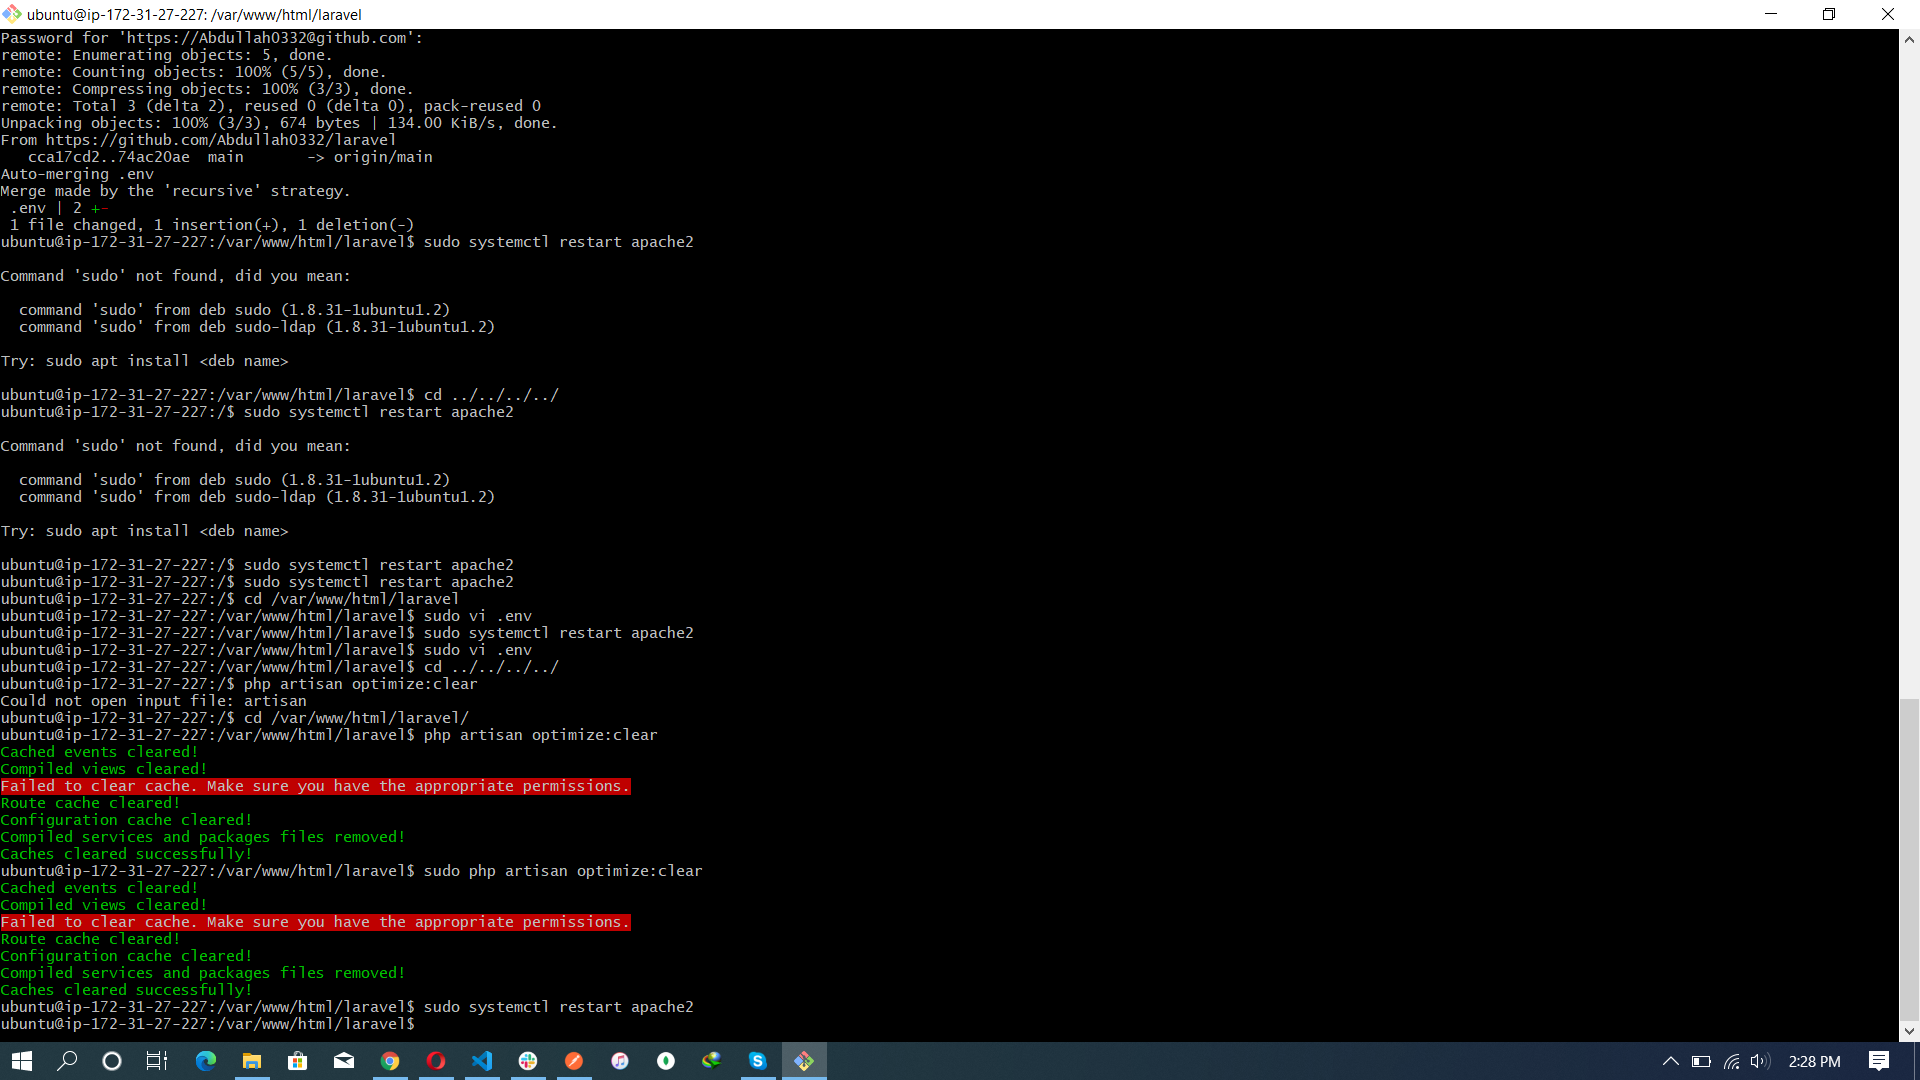 ubuntu@ip-172-31-27-227: /var/www/html/laravel
Password for 'https://Abdullah0332@github.com':
remote: Enumerating objects: 5, done.
remote: Counting objects: 100% (5/5), done.
remote: Compressing objects: 100% (3/3), done.
remote: Total 3 (delta 2), reused 0 (delta 0), pack-reused 0
Unpacking objects: 100% (3/3), 674 bytes | 134.00 KiB/s, done.
From https://github.com/Abdullah0332/laravel
   cca17cd2..74ac20ae  main       -> origin/main
Auto-merging .env
Merge made by the 'recursive' strategy.
 .env | 2 +-
 1 file changed, 1 insertion(+), 1 deletion(-)
ubuntu@ip-172-31-27-227:/var/www/html/laravel$ sudo systemctl restart apache2
Command 'sudo' not found, did you mean:
  command 'sudo' from deb sudo (1.8.31-1ubuntu1.2)
  command 'sudo' from deb sudo-ldap (1.8.31-1ubuntu1.2)
Try: sudo apt install <deb name>
ubuntu@ip-172-31-27-227:/var/www/html/laravel$ cd ../../../../
ubuntu@ip-172-31-27-227:/$ sudo systemctl restart apache2
Command 'sudo' not found, did you mean:
  command 'sudo' from deb sudo (1.8.31-1ubuntu1.2)
  command 'sudo' from deb sudo-ldap (1.8.31-1ubuntu1.2)
Try: sudo apt install <deb name>
ubuntu@ip-172-31-27-227:/$ sudo systemctl restart apache2
ubuntu@ip-172-31-27-227:/$ sudo systemctl restart apache2
ubuntu@ip-172-31-27-227:/$ cd /var/www/html/laravel
ubuntu@ip-172-31-27-227:/var/www/html/laravel$ sudo vi .env
ubuntu@ip-172-31-27-227:/var/www/html/laravel$ sudo systemctl restart apache2
ubuntu@ip-172-31-27-227:/var/www/html/laravel$ sudo vi .env
ubuntu@ip-172-31-27-227:/var/www/html/laravel$ cd ../../../../
ubuntu@ip-172-31-27-227:/$ php artisan optimize:clear
Could not open input file: artisan
ubuntu@ip-172-31-27-227:/$ cd /var/www/html/laravel/
ubuntu@ip-172-31-27-227:/var/www/html/laravel$ php artisan optimize:clear
Cached events cleared!
Compiled views cleared!
Failed to clear cache. Make sure you have the appropriate permissions.
Route cache cleared!
Configuration cache cleared!
Compiled services and packages files removed!
Caches cleared successfully!
ubuntu@ip-172-31-27-227:/var/www/html/laravel$ sudo php artisan optimize:clear
Cached events cleared!
Compiled views cleared!
Failed to clear cache. Make sure you have the appropriate permissions.
Route cache cleared!
Configuration cache cleared!
Compiled services and packages files removed!
Caches cleared successfully!
ubuntu@ip-172-31-27-227:/var/www/html/laravel$ sudo systemctl restart apache2
ubuntu@ip-172-31-27-227:/var/www/html/laravel$
2:28 PM